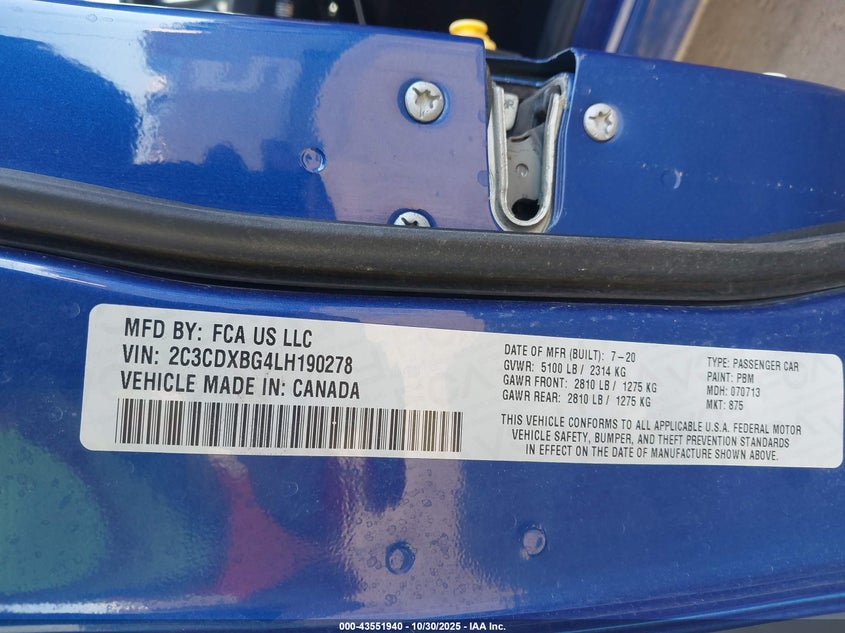 MFD BY: FCA US LLC
VIN: 2C3CDXBG4LH190278
VEHICLE MADE IN: CANADA
DATE OF MFR (BUILT): 7-20
GVWR: 5100 LB / 2314 KG
GAWR FRONT: 2810 LB / 1275 KG
GAWR REAR: 2810 LB / 1275 KG
TYPE: PASSENGER CAR
PAINT: PBM
MDH: 070713
MKT: 875
THIS VEHICLE CONFORMS TO ALL APPLICABLE U.S.A. FEDERAL MOTOR
VEHICLE SAFETY, BUMPER, AND THEFT PREVENTION STANDARDS
IN EFFECT ON THE DATE OF MANUFACTURE SHOWN ABOVE.
000-43551940 - 10/30/2025 - IAA Inc.